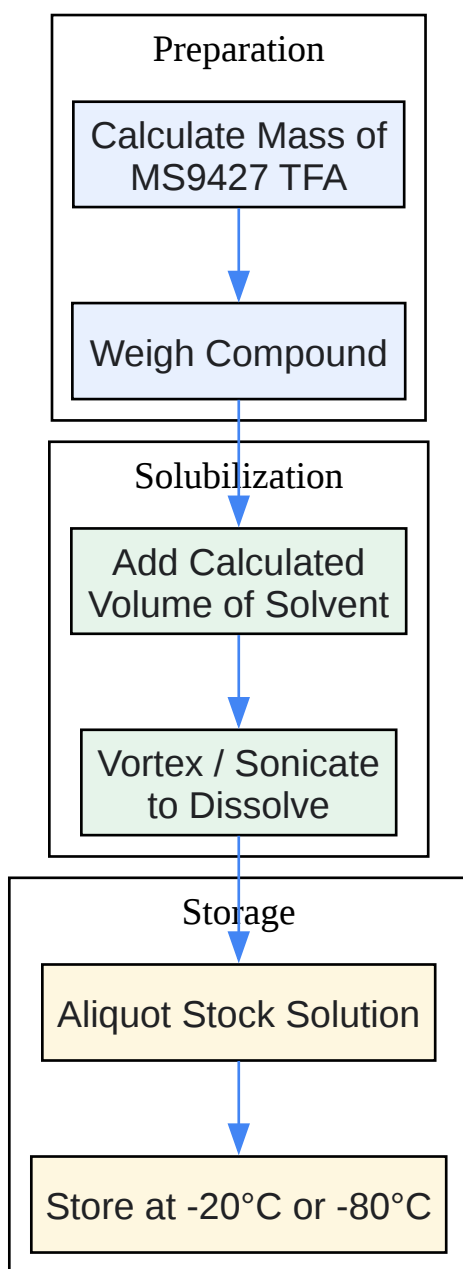 Preparation
Calculate Mass of
MS9427 TFA
Weigh Compound
Solubilization
Add Calculated
Volume of Solvent
Vortex / Sonicate
to Dissolve
Storage
Aliquot Stock Solution
Store at -20°C or -80°C